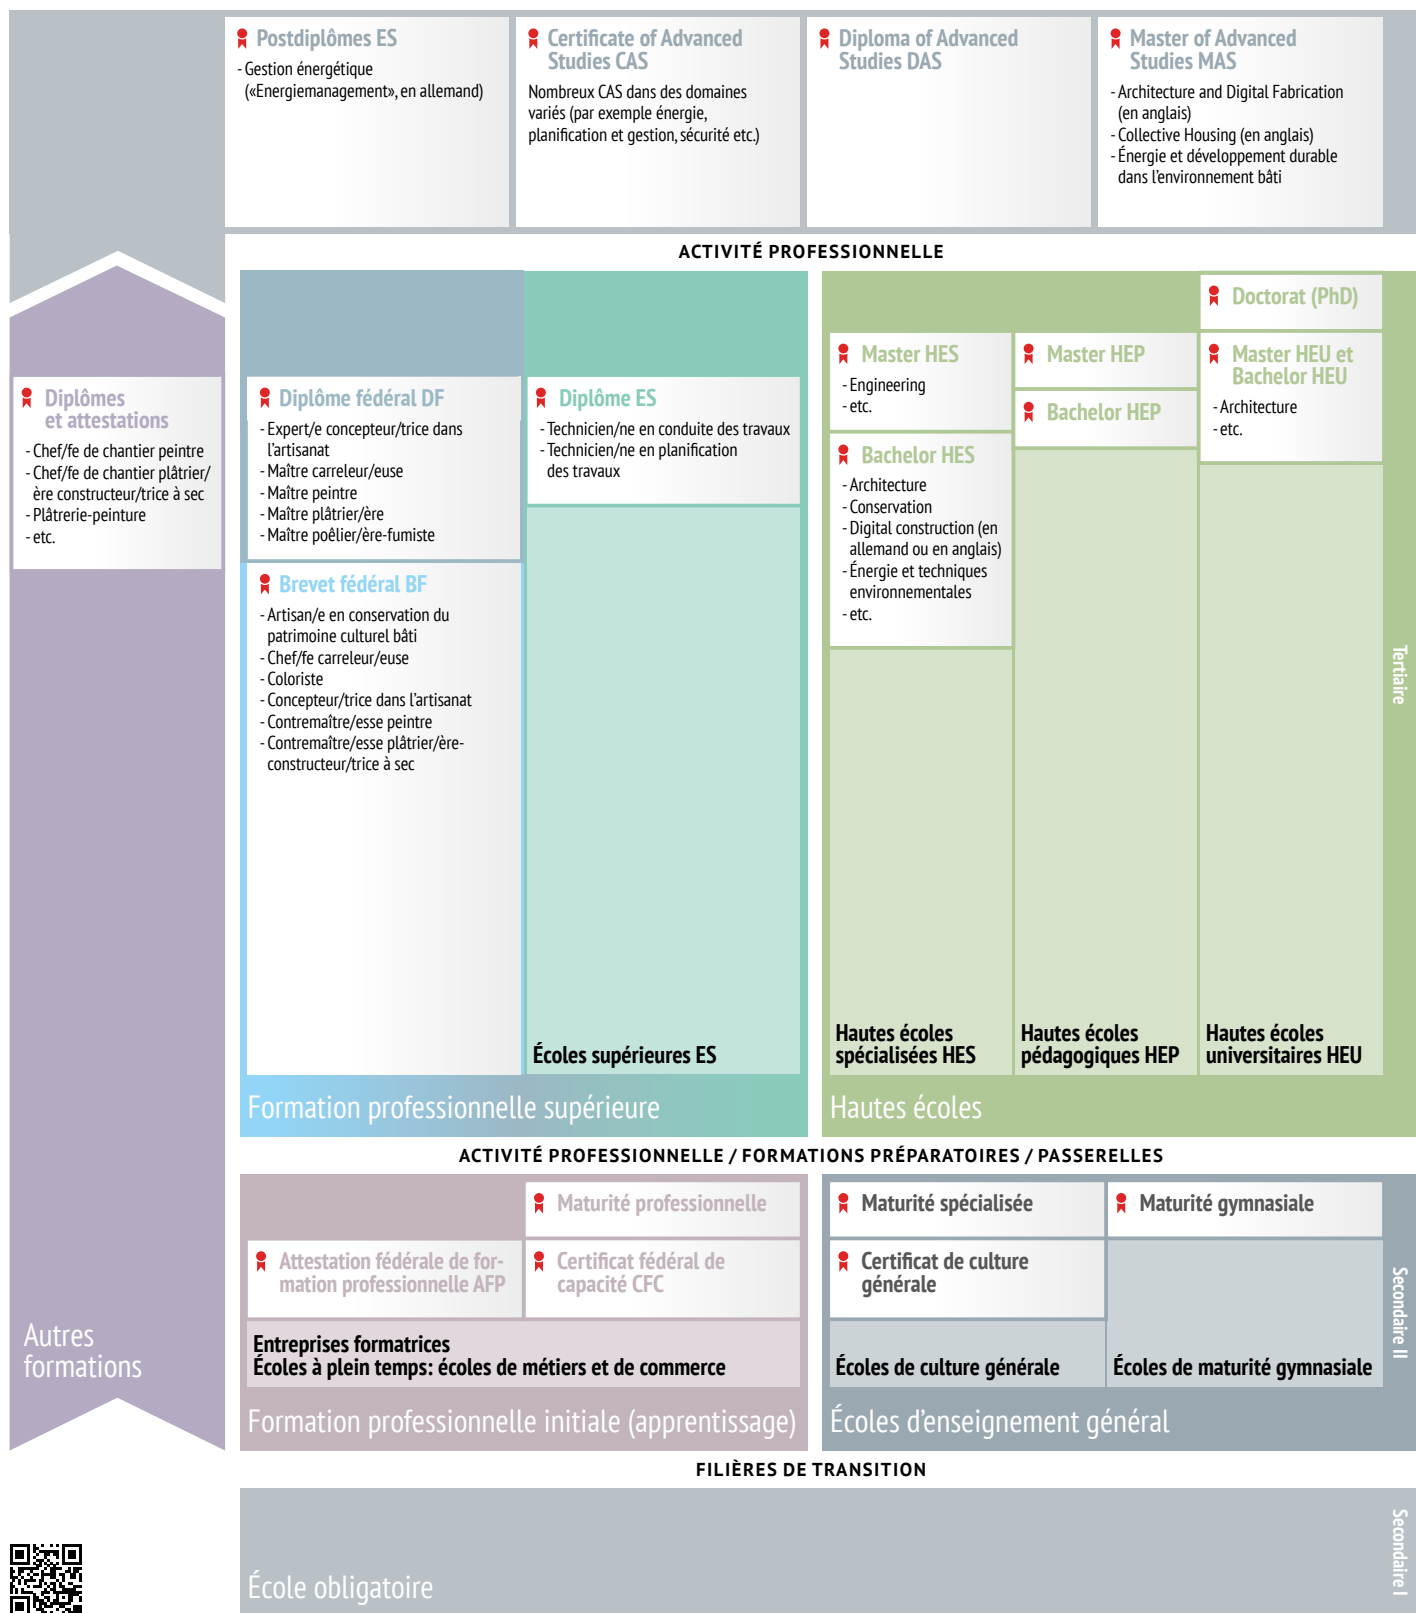 Postdiplômes ES
- Gestion énergétique
(«Energiemanagement», en allemand)
Certificate of Advanced
Studies CAS
Nombreux CAS dans des domaines
variés (par exemple énergie,
planification et gestion, sécurité etc.)
Diploma of Advanced
Studies DAS
Master of Advanced
Studies MAS
- Architecture and Digital Fabrication
(en anglais)
- Collective Housing (en anglais)
- Énergie et développement durable
dans l'environnement bâti
ACTIVITÉ PROFESSIONNELLE
Diplômes
et attestations
- Chef/fe de chantier peintre
- Chef/fe de chantier plâtrier/
ère constructeur/trice à sec
- Plâtrerie-peinture
- etc.
Autres
formations
Diplôme fédéral DF
- Expert/e concepteur/trice dans
l'artisanat
- Maître carreleur/euse
- Maître peintre
- Maître plâtrier/ère
- Maître poêlier/ère-fumiste
Brevet fédéral BF
- Artisan/e en conservation du
patrimoine culturel bâti
- Chef/fe carreleur/euse
- Coloriste
- Concepteur/trice dans l'artisanat
- Contremaître/esse peintre
- Contremaître/esse plâtrier/ère-
constructeur/trice à sec
Diplôme ES
- Technicien/ne en conduite des travaux
- Technicien/ne en planification
des travaux
Écoles supérieures ES
Formation professionnelle supérieure
Master HES
- Engineering
- etc.
Bachelor HES
- Architecture
- Conservation
- Digital construction (en
allemand ou en anglais)
- Énergie et techniques
environnementales
- etc.
Hautes écoles
spécialisées HES
Master HEP
Bachelor HEP
Hautes écoles
pédagogiques HEP
Doctorat (PhD)
Master HEU et
Bachelor HEU
- Architecture
- etc.
Hautes écoles
universitaires HEU
Hautes écoles
Tertiaire
ACTIVITÉ PROFESSIONNELLE / FORMATIONS PRÉPARATOIRES / PASSERELLES
Maturité professionnelle
Attestation fédérale de for-
mation professionnelle AFP
Certificat fédéral de
capacité CFC
Entreprises formatrices
Écoles à plein temps: écoles de métiers et de commerce
Formation professionnelle initiale (apprentissage)
Maturité spécialisée
Certificat de culture
générale
Écoles de culture générale
Maturité gymnasiale
Écoles de maturité gymnasiale
Écoles d'enseignement général
Secondaire II
FILIÈRES DE TRANSITION
École obligatoire
Secondaire I